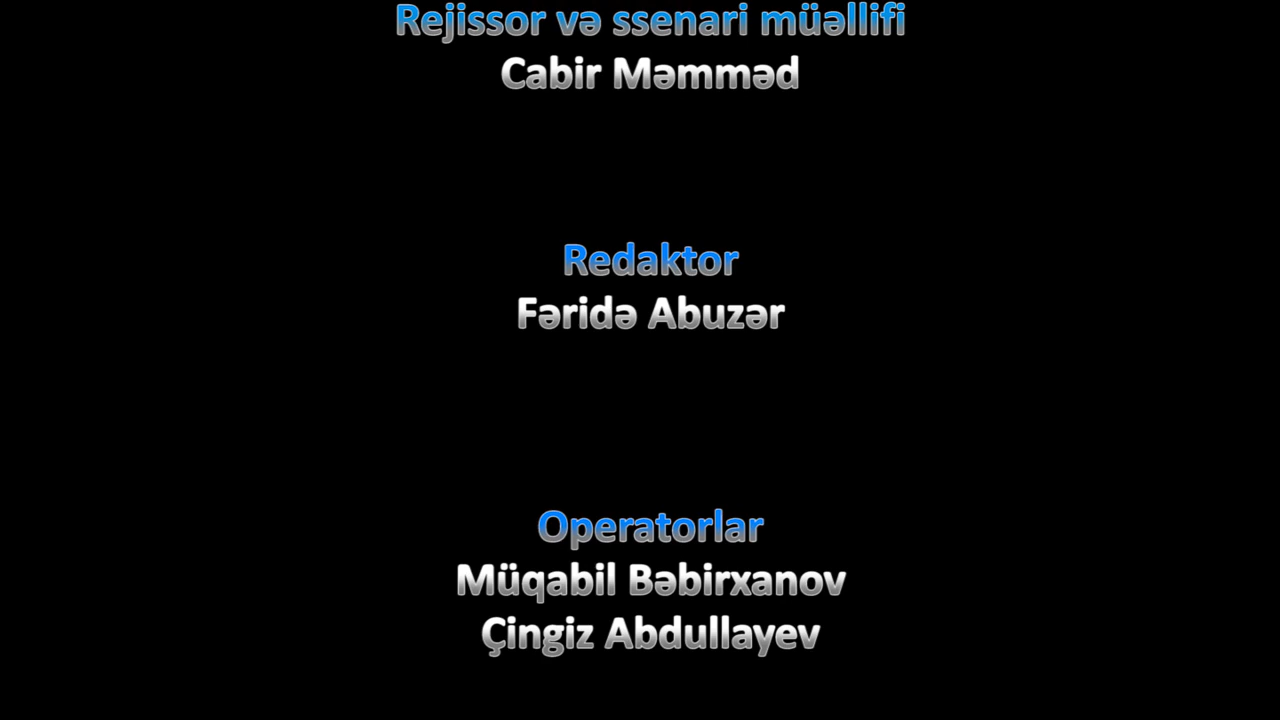 Rejissor və ssenari müəllifi
Cabir Məmməd
Redaktor
Fəridə Abuzər
Operatorlar
Müqabil Bəbirxanov
Çingiz Abdullayev